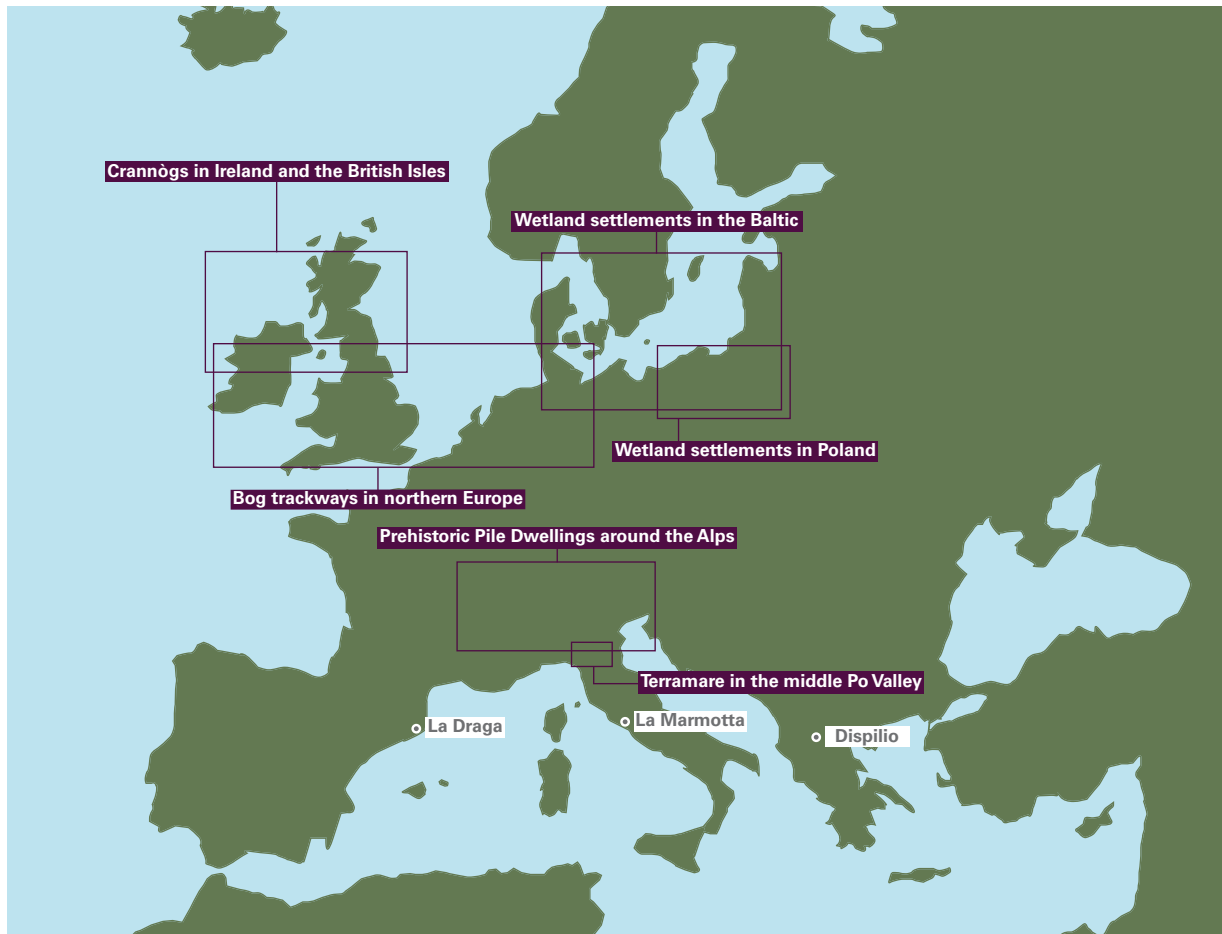 Crannògs in Ireland and the British Isles
Wetland settlements in the Baltic
Wetland settlements in Poland
Bog trackways in northern Europe
Prehistoric Pile Dwellings around the Alps
Terramare in the middle Po Valley
La Draga
La Marmotta
Dispilio